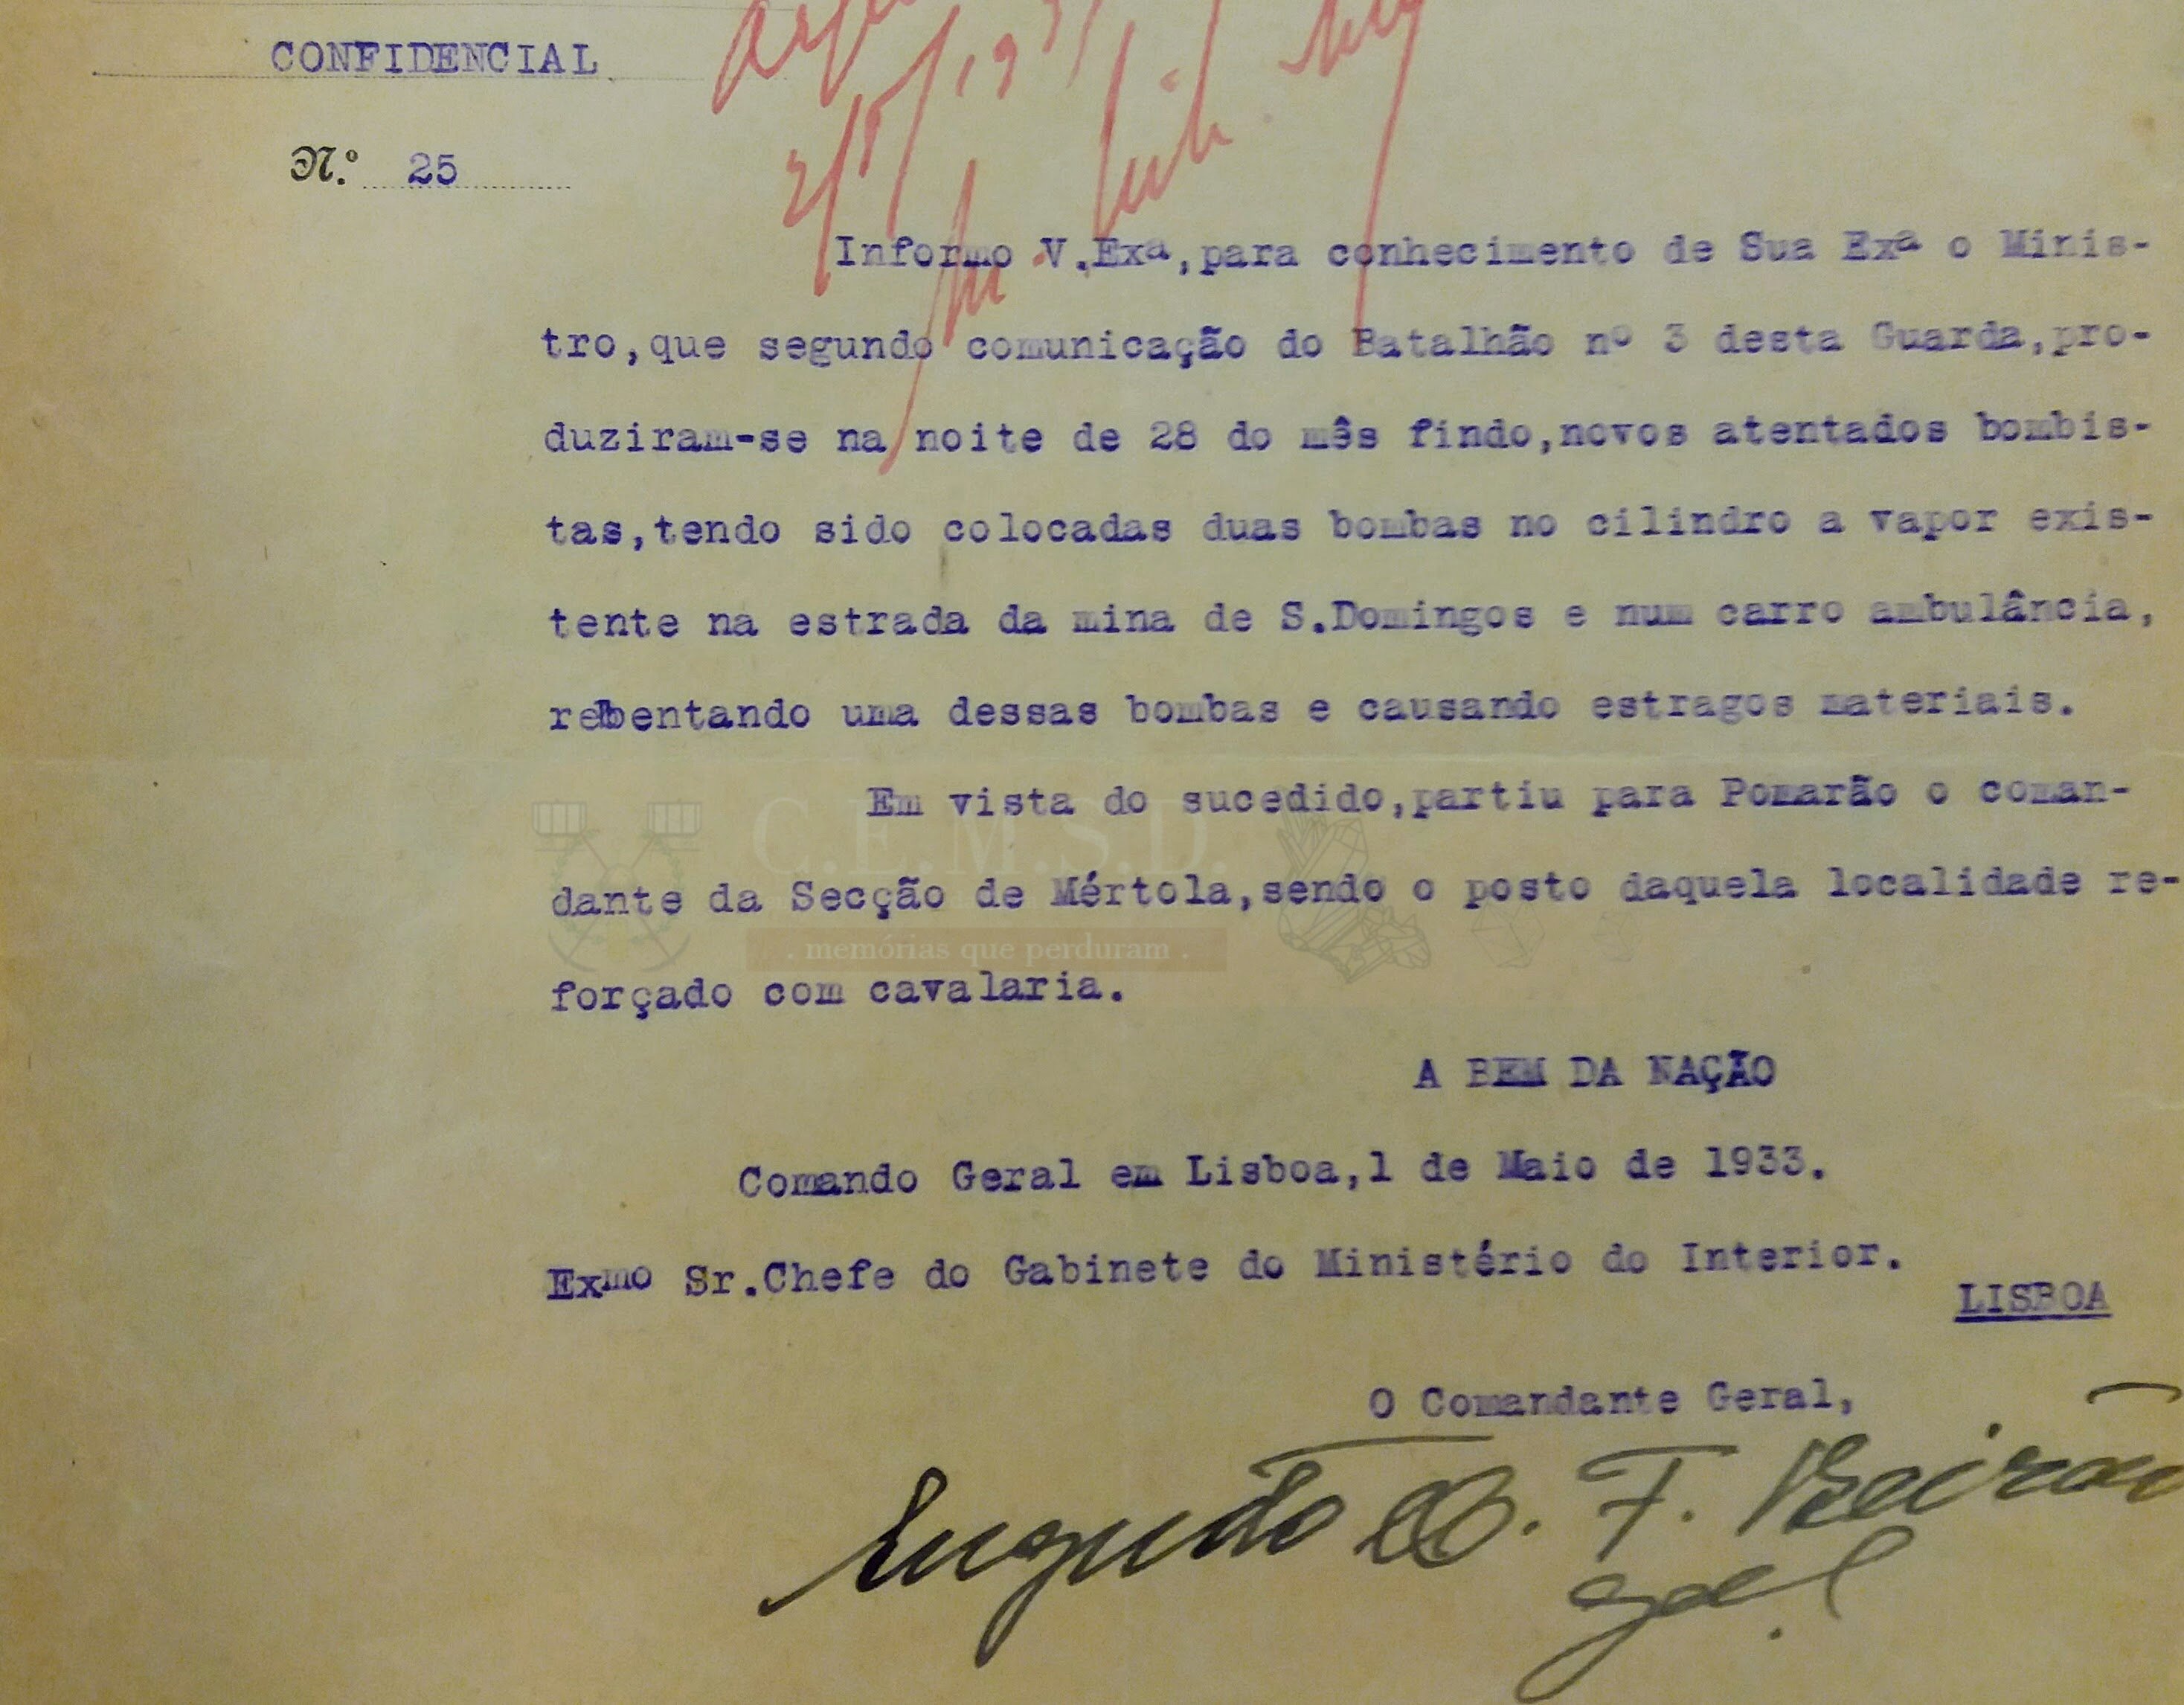 CONFIDENCIAL
N.º 25
2/5/193
Informo V.Exª,para conhecimento de Sua Exª o Minis-
tro,que segundo comunicação do Batalhão nº 3 desta Guarda,pro-
duziram-se na noite de 28 do mês findo,novos atentados bombis-
tas,tendo sido colocadas duas bombas no cilindro a vapor exis-
tente na estrada da mina de S.Domingos e num carro ambulância,
rebentando uma dessas bombas e causando estragos materiais.
Em vista do sucedido,partiu para Pomarão o coman-
C.E.M.S.D.
dante da Secção de Mértola,sendo o posto daquela localidade re-
. memórias que perduram .
forçado com cavalaria.
A BEM DA NAÇÃO
Comando Geral em Lisboa,1 de Maio de 1933.
Exmo Sr.Chefe do Gabinete do Ministério do Interior.
LISBOA
O Comandante Geral,
Augusto F. Beirão